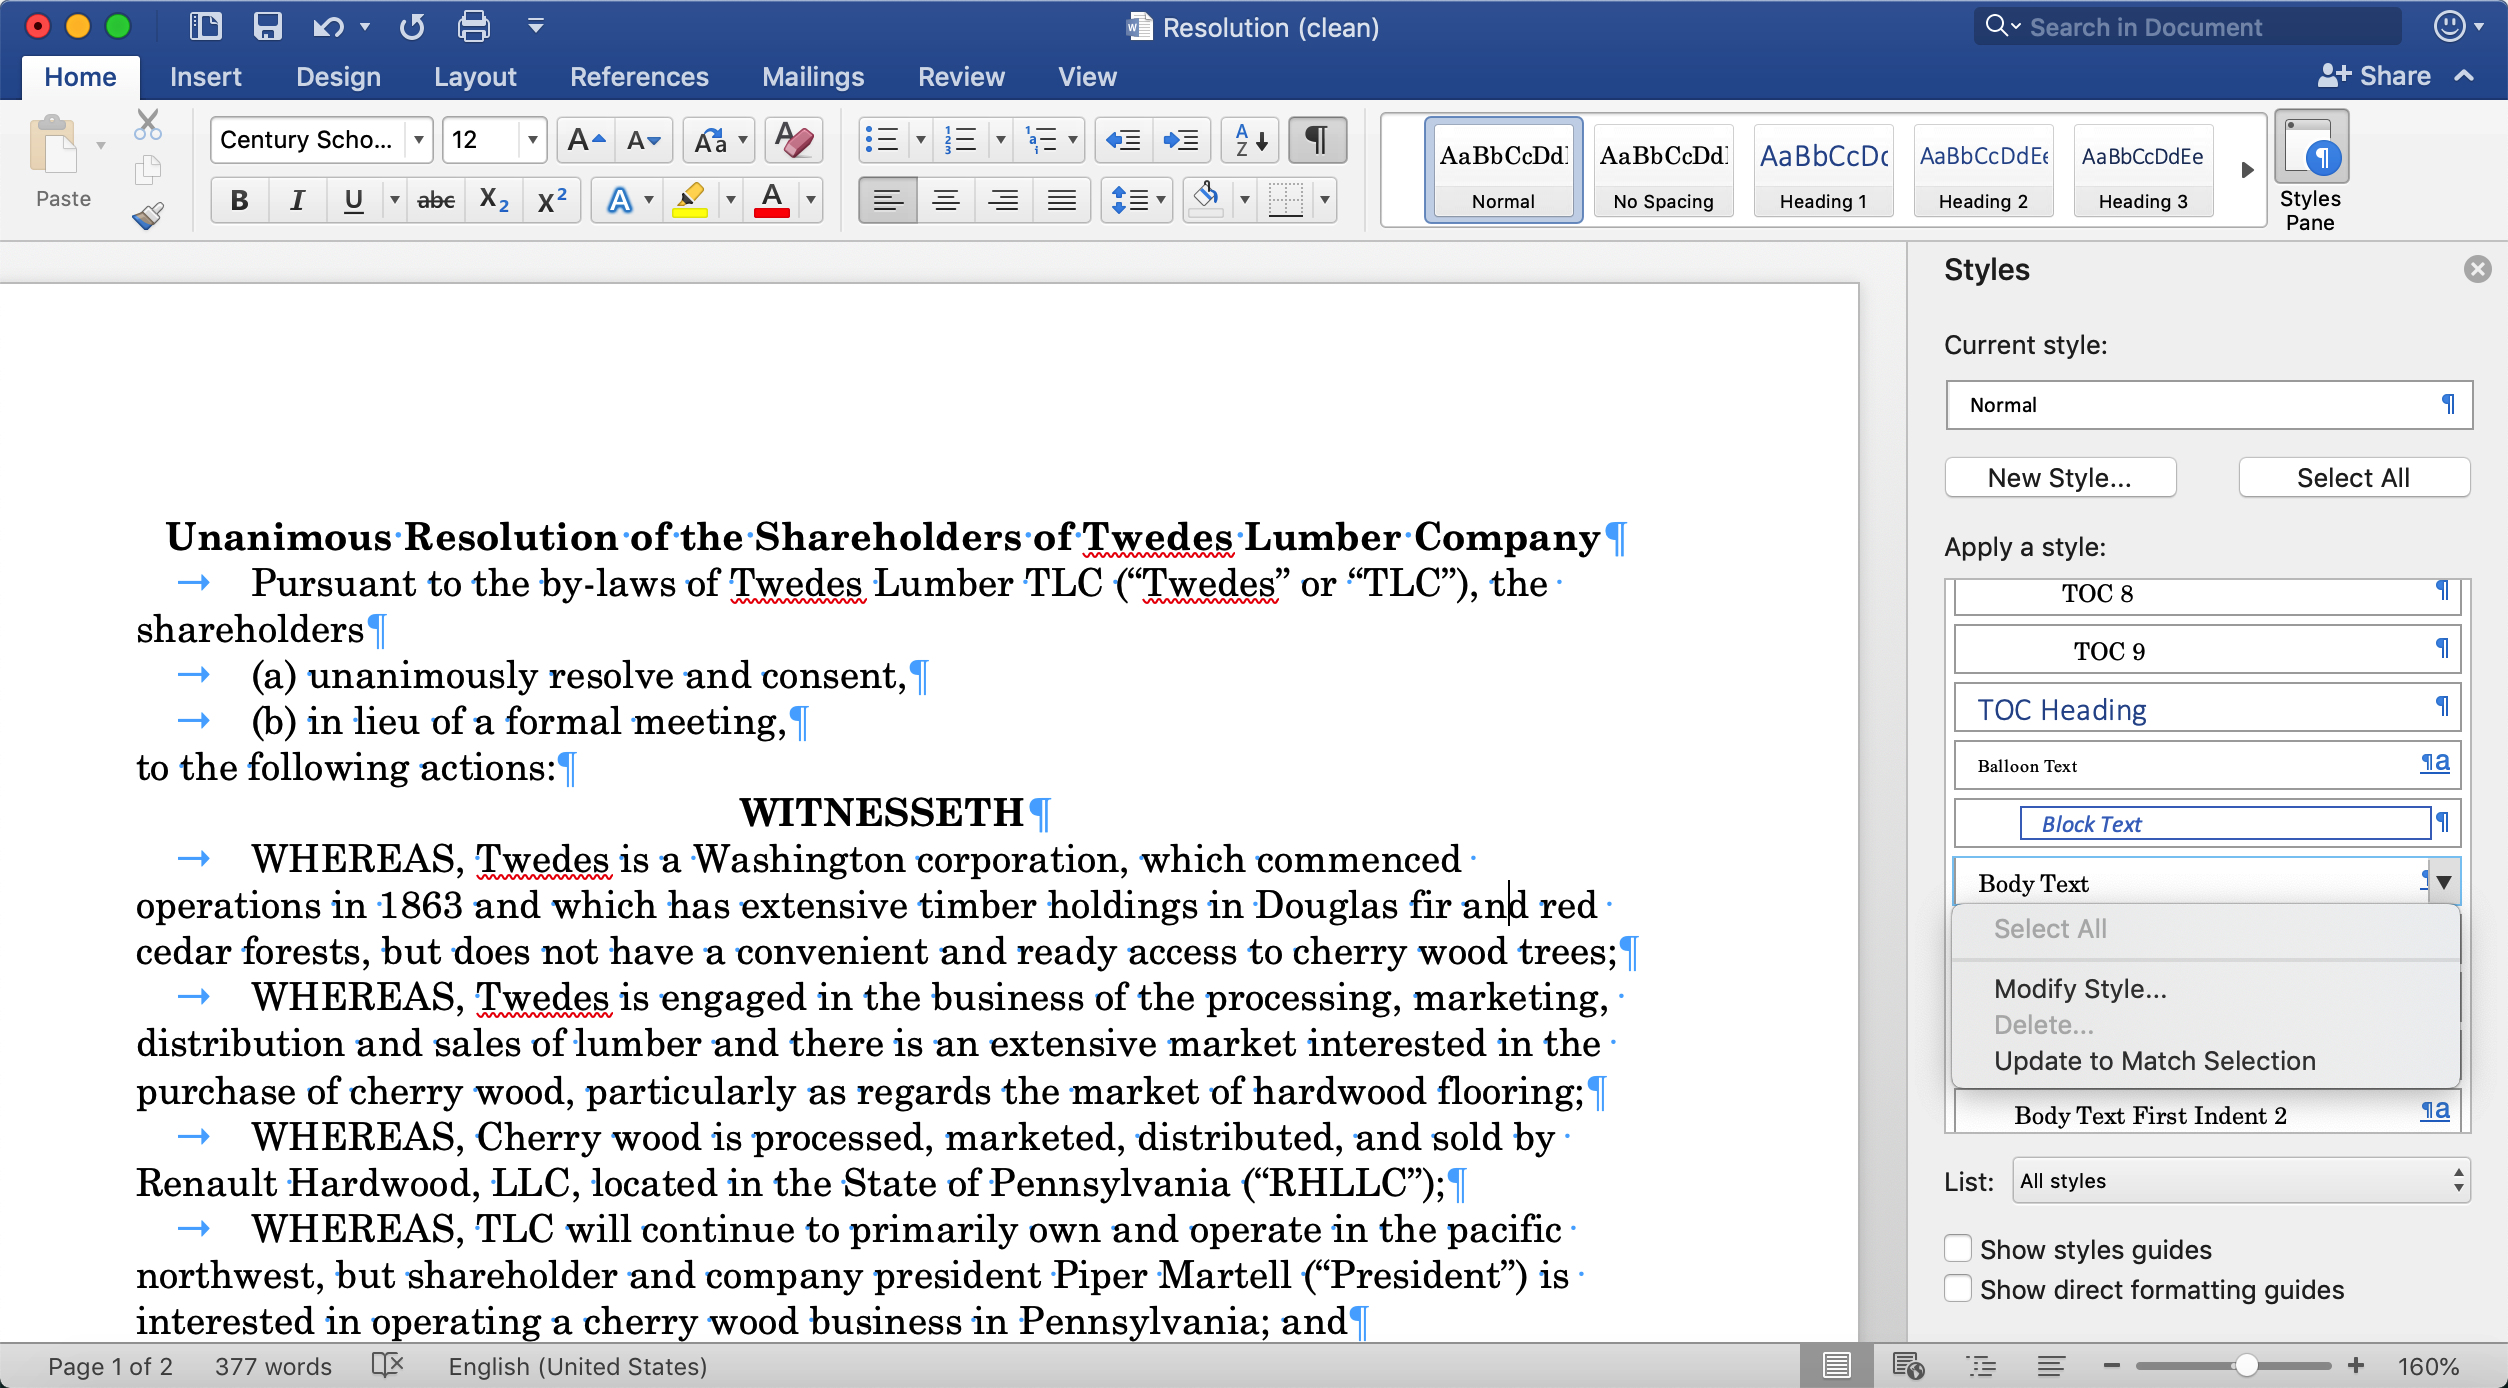 Resolution (clean)
Search in Document
Home Insert Design Layout References Mailings Review View
Share
Paste
Century Scho... 12
Normal
No Spacing
Heading 1
Heading 2
Heading 3
AaBbCcDd
AaBbCcDd
AaBbCcDc
AaBbCcDdEe
AaBbCcDdEe
Styles Pane
Unanimous Resolution of the Shareholders of Twedes Lumber Company¶
→ Pursuant to the by-laws of Twedes Lumber TLC (“Twedes” or “TLC”), the
shareholders¶
→ (a) unanimously resolve and consent,¶
→ (b) in lieu of a formal meeting,¶
to the following actions:¶
WITNESSETH¶
→ WHEREAS, Twedes is a Washington corporation, which commenced
operations in 1863 and which has extensive timber holdings in Douglas fir and red
cedar forests, but does not have a convenient and ready access to cherry wood trees;¶
→ WHEREAS, Twedes is engaged in the business of the processing, marketing,
distribution and sales of lumber and there is an extensive market interested in the
purchase of cherry wood, particularly as regards the market of hardwood flooring;¶
→ WHEREAS, Cherry wood is processed, marketed, distributed, and sold by
Renault Hardwood, LLC, located in the State of Pennsylvania (“RHLLC”);¶
→ WHEREAS, TLC will continue to primarily own and operate in the pacific
northwest, but shareholder and company president Piper Martell (“President”) is
interested in operating a cherry wood business in Pennsylvania; and¶
Styles
Current style:
Normal ¶
New Style... Select All
Apply a style:
TOC 8 ¶
TOC 9 ¶
TOC Heading ¶
Balloon Text ¶a
Block Text ¶
Body Text
Select All
Modify Style...
Delete...
Update to Match Selection
Body Text First Indent 2 ¶a
List: All styles
Show styles guides
Show direct formatting guides
Page 1 of 2 377 words English (United States) 160%